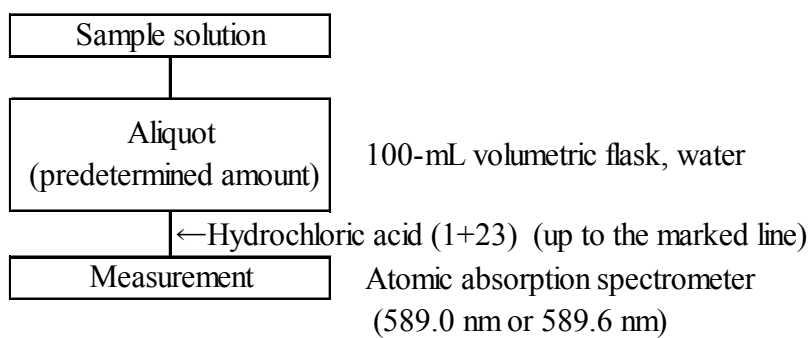 Sample solution
Aliquot
(predetermined amount)
100-mL volumetric flask, water
←Hydrochloric acid (1+23) (up to the marked line)
Measurement
Atomic absorption spectrometer
(589.0 nm or 589.6 nm)